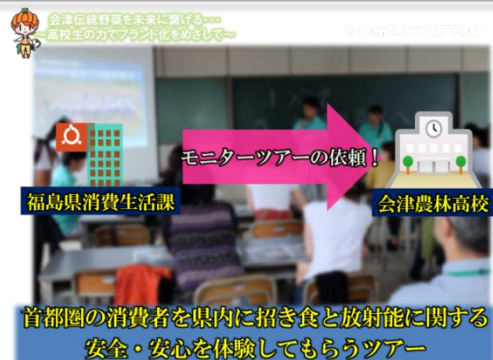 会津伝統野菜を未来に繋げる・・・
～高校生の力でブランド化をめざして～
モニターツアーの依頼！
福島県消費生活課
会津農林高校
首都圏の消費者を県内に招き食と放射能に関する
安全・安心を体験してもらうツアー